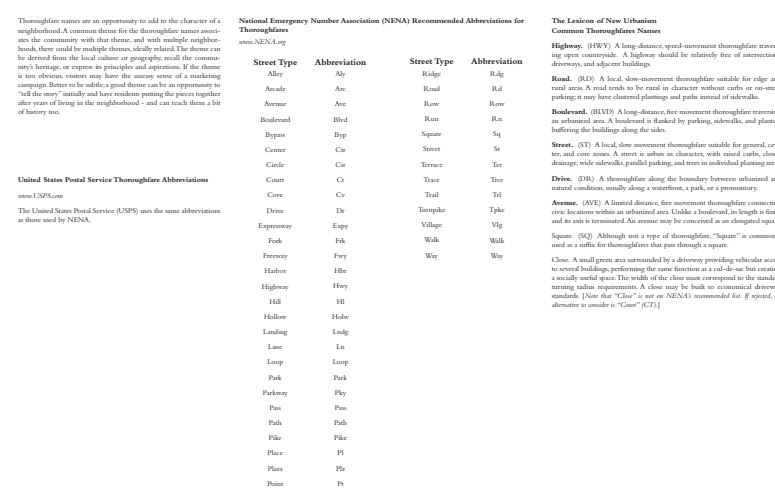 Thoroughfare names are an opportunity to add to the character of a
neighborhood. A common theme for the thoroughfare names associ-
ates the community with that theme, and with multiple neighbor-
hoods, there could be multiple themes, ideally related. The theme can
be derived from the local culture or geography, recall the commu-
nity's heritage, or express its principles and aspirations. If the theme
is too obvious, visitors may have the uneasy sense of a marketing
campaign. Better to be subtle; a good theme can be an opportunity to
"tell the story" initially and have residents putting the pieces together
after years of living in the neighborhood - and can teach them a bit
of history too.
United States Postal Service Thoroughfare Abbreviations
www.USPS.com
The United States Postal Service (USPS) uses the same abbreviations
as those used by NENA.
National Emergency Number Association (NENA) Recommended Abbreviations for
Thoroughfares
www.NENA.org
Street Type Abbreviation
Alley Aly
Arcade Arc
Avenue Ave
Boulevard Blvd
Bypass Byp
Center Ctr
Circle Cir
Court Ct
Cove Cv
Drive Dr
Expressway Expy
Fork Frk
Freeway Fwy
Harbor Hbr
Highway Hwy
Hill Hl
Hollow Holw
Landing Lndg
Lane Ln
Loop Loop
Park Park
Parkway Pky
Pass Pass
Path Path
Pike Pike
Place Pl
Plaza Plz
Point Pt
Street Type Abbreviation
Ridge Rdg
Road Rd
Row Row
Run Rn
Square Sq
Street St
Terrace Ter
Trace Trce
Trail Trl
Turnpike Tpke
Village Vlg
Walk Walk
Way Way
The Lexicon of New Urbanism
Common Thoroughfares Names
Highway. (HWY) A long-distance, speed-movement thoroughfare traver
ing open countryside. A highway should be relatively free of intersection
driveways, and adjacent buildings.
Road. (RD) A local, slow-movement thoroughfare suitable for edge an
rural areas. A road tends to be rural in character without curbs or on-stre
parking; it may have clustered plantings and paths instead of sidewalks.
Boulevard. (BLVD) A long-distance, free movement thoroughfare traversi
an urbanized area. A boulevard is flanked by parking, sidewalks, and plante
buffering the buildings along the sides.
Street. (ST) A local, slow movement thoroughfare suitable for general, cen
ter, and core zones. A street is urban in character, with raised curbs, clos
drainage, wide sidewalks, parallel parking, and trees in individual planting are
Drive. (DR) A thoroughfare along the boundary between urbanized an
natural condition, usually along a waterfront, a park, or a promontory.
Avenue. (AVE) A limited distance, free movement thoroughfare connectin
civic locations within an urbanized area. Unlike a boulevard, its length is fini
and its axis is terminated. An avenue may be conceived as an elongated squa
Square. (SQ) Although not a type of thoroughfare, "Square" is common
used as a suffix for thoroughfares that pass through a square.
Close. A small green area surrounded by a driveway providing vehicular acce
to several buildings, performing the same function as a cul-de-sac but creatin
a socially useful space. The width of the close must correspond to the standa
turning radius requirements. A close may be built to economical drivew
standards. [Note that "Close" is not on NENA's recommended list. If rejected,
alternative to consider is "Court" (CT).]